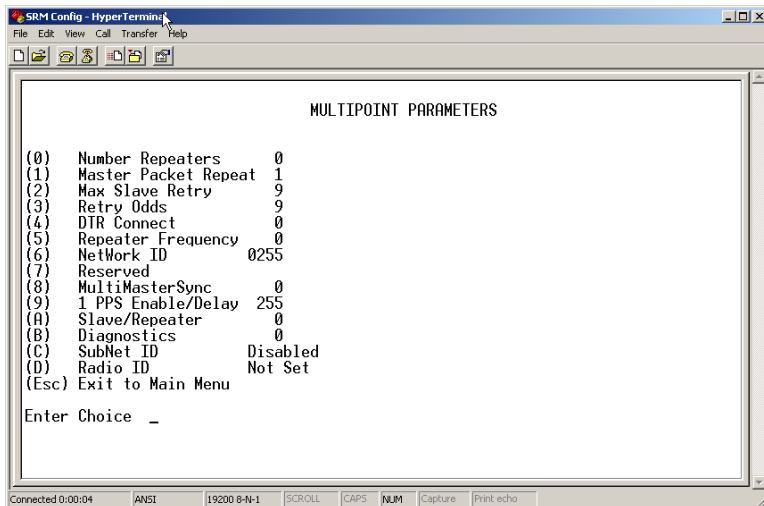 SRM Config - HyperTerminal
File Edit View Call Transfer Help
MULTIPOINT PARAMETERS
(0) Number Repeaters 0
(1) Master Packet Repeat 1
(2) Max Slave Retry 9
(3) Retry Odds 9
(4) DTR Connect 0
(5) Repeater Frequency 0
(6) NetWork ID 0255
(7) Reserved
(8) MultiMasterSync 0
(9) 1 PPS Enable/Delay 255
(A) Slave/Repeater 0
(B) Diagnostics 0
(C) SubNet ID Disabled
(D) Radio ID Not Set
(Esc) Exit to Main Menu
Enter Choice _
Connected 0:00:04 ANSI 19200 8-N-1 SCROLL CAPS NUM Capture Print echo